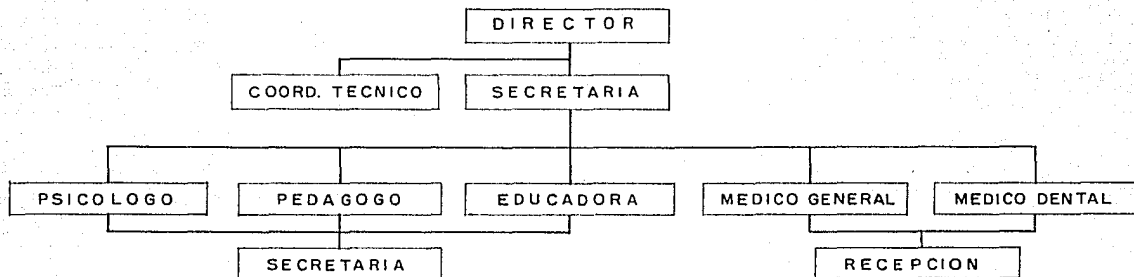 DIRECTOR
COORD. TECNICO
SECRETARIA
PSICOLOGO
PEDAGOGO
EDUCADORA
MEDICO GENERAL
MEDICO DENTAL
SECRETARIA
RECEPCION